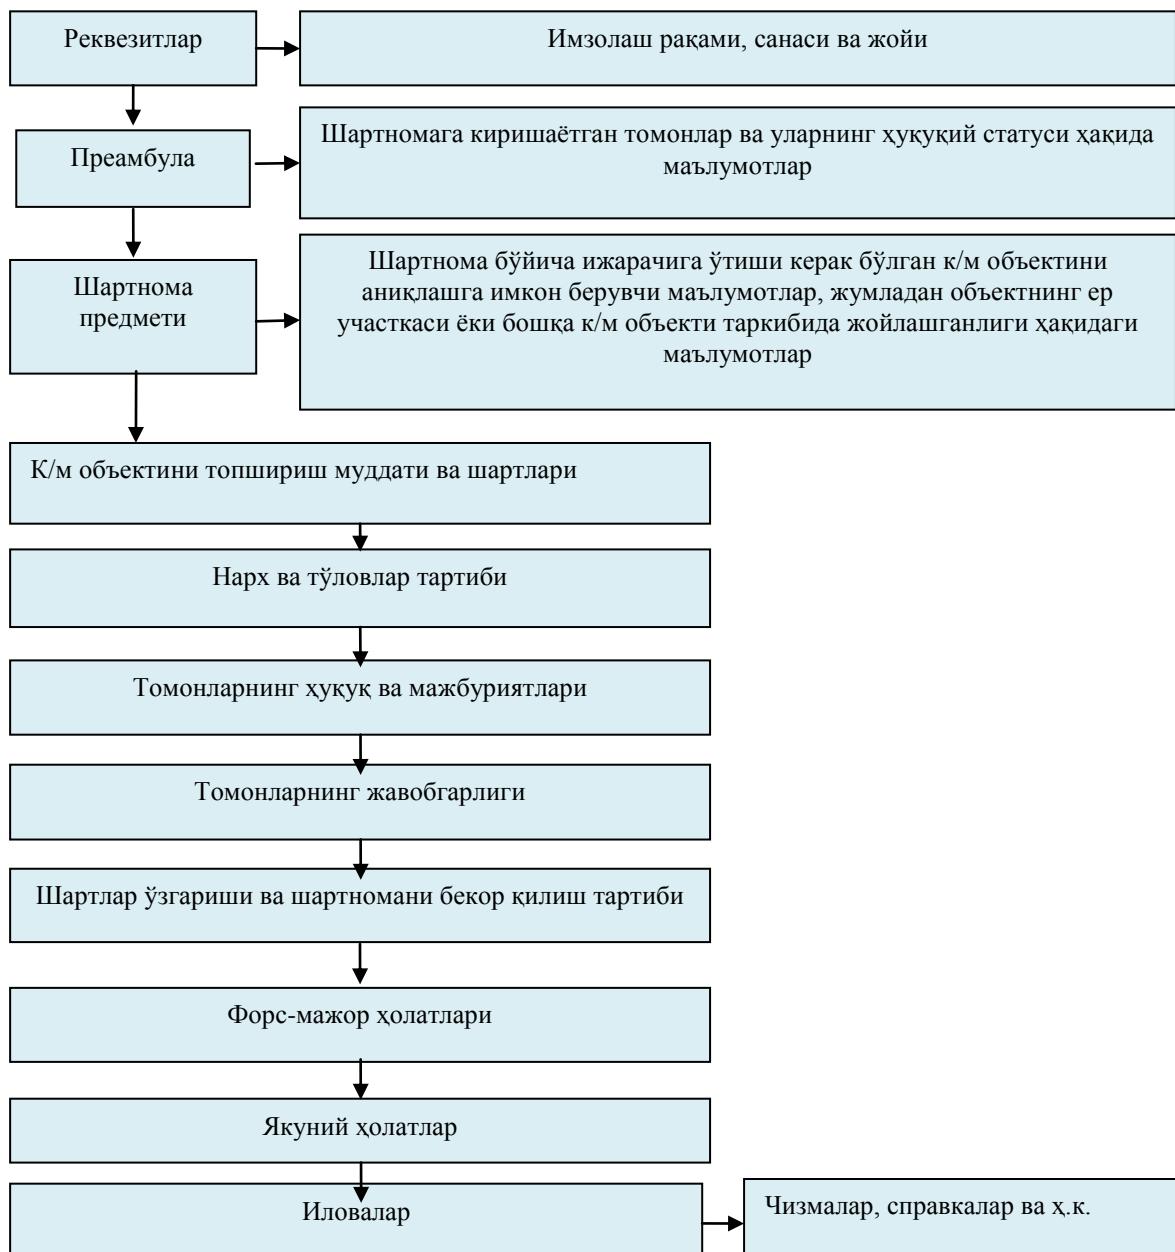 Реквезитлар
Имзолаш рақами, санаси ва жойи
Преамбула
Шартномага киришаётган томонлар ва уларнинг ҳуқуқий статуси ҳақида
маълумотлар
Шартнома
предмети
Шартнома бўйича ижарачига ўтиши керак бўлган к/м объектини
аниқлашга имкон берувчи маълумотлар, жумладан объектнинг ер
участкаси ёки бошқа к/м объекти таркибида жойлашганлиги ҳақидаги
маълумотлар
К/м объектини топшириш муддати ва шартлари
Нарх ва тўловлар тартиби
Томонларнинг ҳуқуқ ва мажбуриятлари
Томонларнинг жавобгарлиги
Шартлар ўзгариши ва шартномани бекор қилиш тартиби
Форс-мажор ҳолатлари
Якуний ҳолатлар
Иловалар
Чизмалар, справкалар ва ҳ.к.